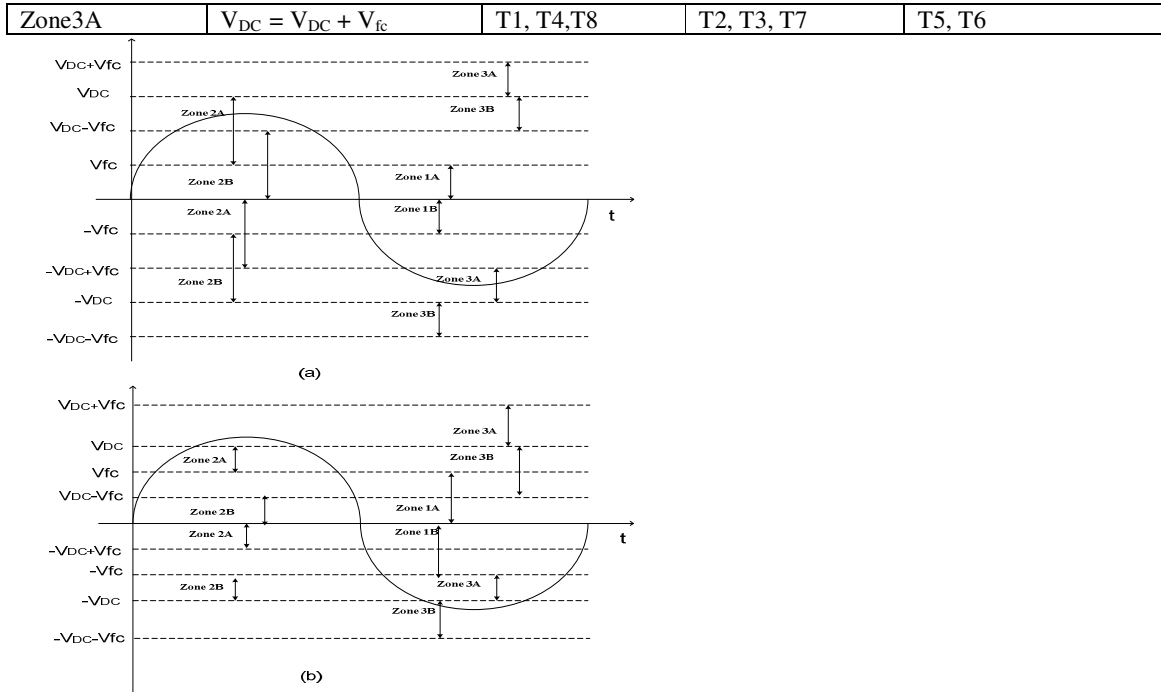 Zone3A V_DC = V_DC + V_fc T1, T4,T8 T2, T3, T7 T5, T6
VDC+Vfc
Zone 3A
VDC
Zone 2A
Zone 3B
VDC-Vfc
Vfc
Zone 2B
Zone 1A
Zone 2A
Zone 1B
t
-Vfc
-VDC+Vfc
Zone 2B
Zone 3A
-VDC
Zone 3B
-VDC-Vfc
(a)
VDC+Vfc
Zone 3A
VDC
Zone 2A
Zone 3B
Vfc
VDC-Vfc
Zone 2B
Zone 1A
Zone 2A
Zone 1B
t
-VDC+Vfc
-Vfc
Zone 2B
Zone 3A
-VDC
Zone 3B
-VDC-Vfc
(b)